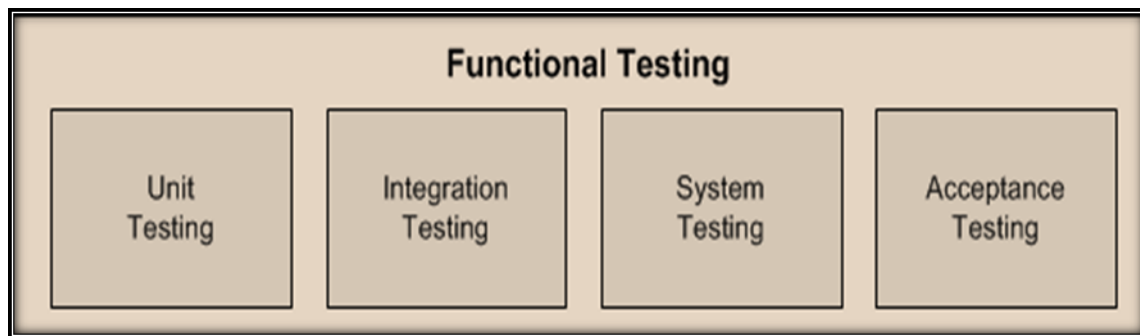 Functional Testing
Unit
Testing
Integration
Testing
System
Testing
Acceptance
Testing